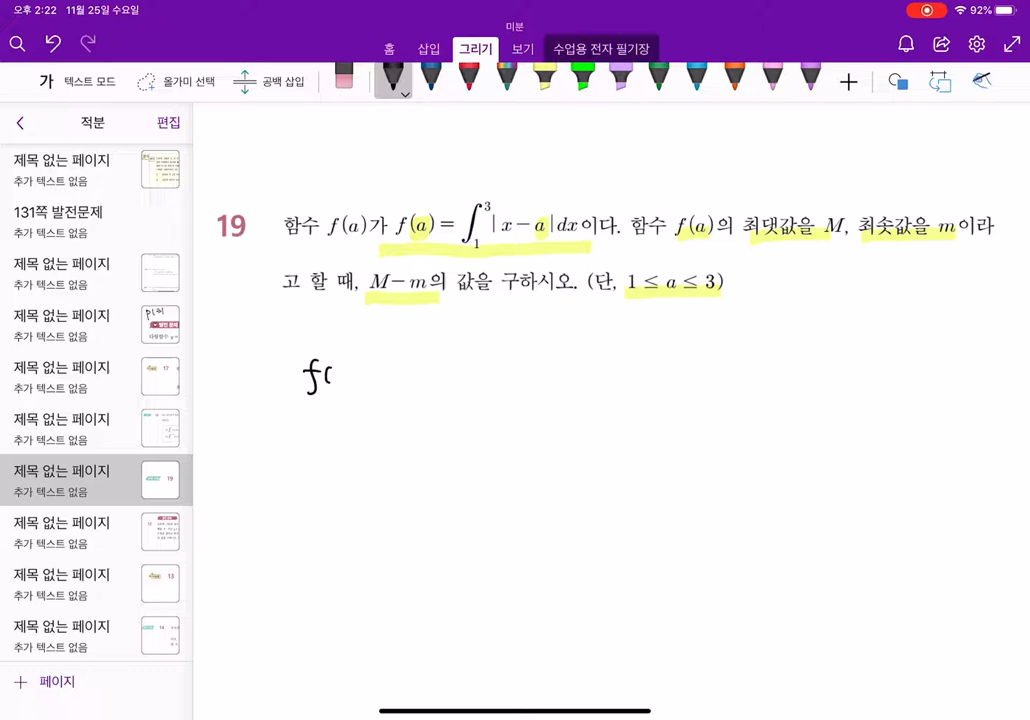 오후 2:22 11월 25일 수요일
92%
미분
홈 삽입 그리기 보기 수업용 전자 필기장
가 텍스트 모드 올가미 선택 공백 삽입
적분 편집
제목 없는 페이지
추가 텍스트 없음
131쪽 발전문제
추가 텍스트 없음
제목 없는 페이지
추가 텍스트 없음
제목 없는 페이지
추가 텍스트 없음
제목 없는 페이지
추가 텍스트 없음
제목 없는 페이지
추가 텍스트 없음
제목 없는 페이지
추가 텍스트 없음
제목 없는 페이지
추가 텍스트 없음
제목 없는 페이지
추가 텍스트 없음
제목 없는 페이지
추가 텍스트 없음
페이지
19 함수 f(a)가 f(a)=∫₁³|x-a|dx이다. 함수 f(a)의 최댓값을 M, 최솟값을 m이라
고 할 때, M-m의 값을 구하시오. (단, 1≤a≤3)
f(